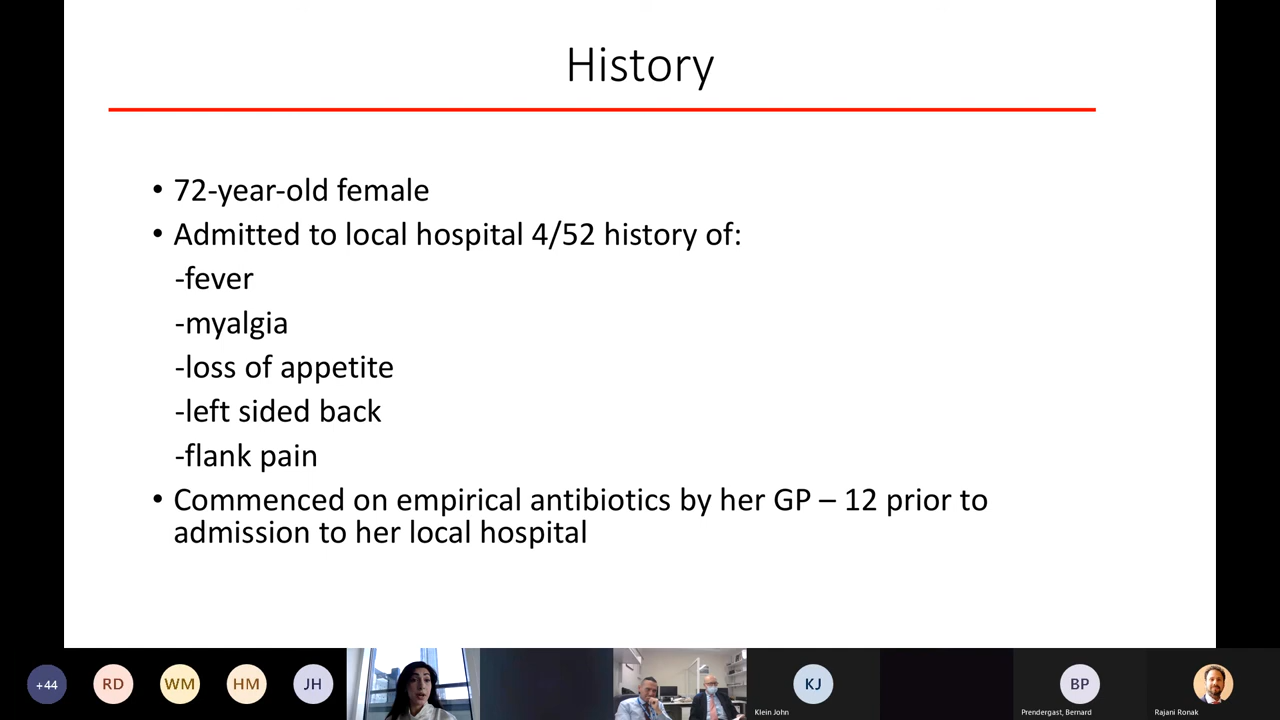 History
• 72-year-old female
• Admitted to local hospital 4/52 history of:
-fever
-myalgia
-loss of appetite
-left sided back
-flank pain
• Commenced on empirical antibiotics by her GP – 12 prior to
admission to her local hospital
+44
RD
WM
HM
JH
KJ
BP
Klein John
Prendergast, Bernard
Rajani Ronak